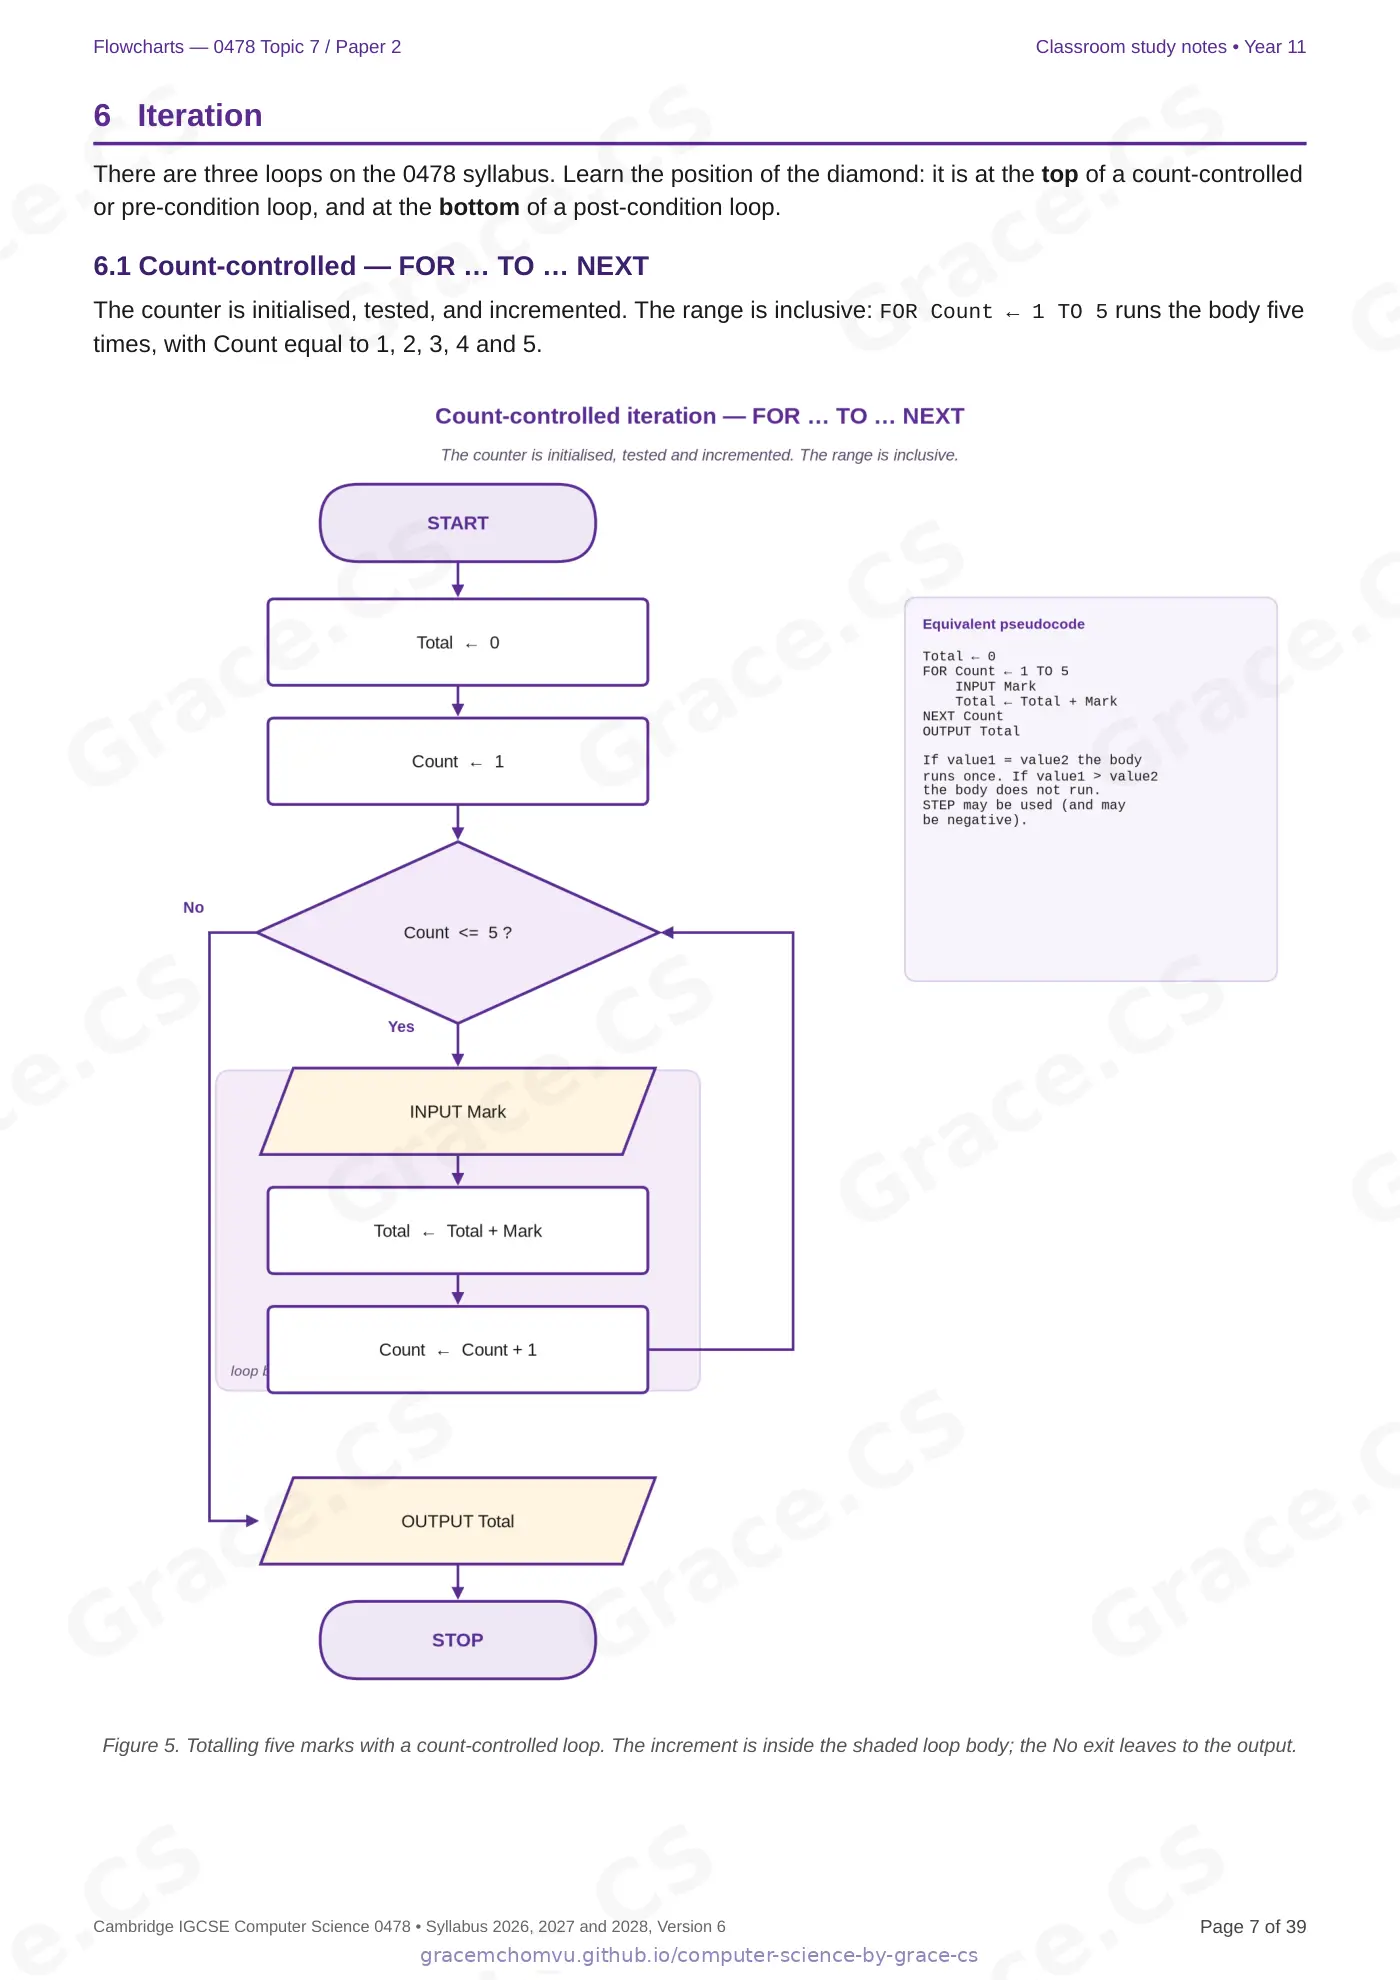 Flowcharts — 0478 Topic 7 / Paper 2
Classroom study notes • Year 11
6 Iteration
There are three loops on the 0478 syllabus. Learn the position of the diamond: it is at the top of a count-controlled
or pre-condition loop, and at the bottom of a post-condition loop.
6.1 Count-controlled — FOR … TO … NEXT
The counter is initialised, tested, and incremented. The range is inclusive: FOR Count ← 1 TO 5 runs the body five
times, with Count equal to 1, 2, 3, 4 and 5.
Count-controlled iteration — FOR … TO … NEXT
The counter is initialised, tested and incremented. The range is inclusive.
START
Total ← 0
Count ← 1
Count <= 5 ?
No
Yes
INPUT Mark
Total ← Total + Mark
Count ← Count + 1
loop b
OUTPUT Total
STOP
Equivalent pseudocode
Total ← 0
FOR Count ← 1 TO 5
    INPUT Mark
    Total ← Total + Mark
NEXT Count
OUTPUT Total
If value1 = value2 the body
runs once. If value1 > value2
the body does not run.
STEP may be used (and may
be negative).
Figure 5. Totalling five marks with a count-controlled loop. The increment is inside the shaded loop body; the No exit leaves to the output.
Cambridge IGCSE Computer Science 0478 • Syllabus 2026, 2027 and 2028, Version 6
Page 7 of 39
gracemchomvu.github.io/computer-science-by-grace-cs
Grace.CS